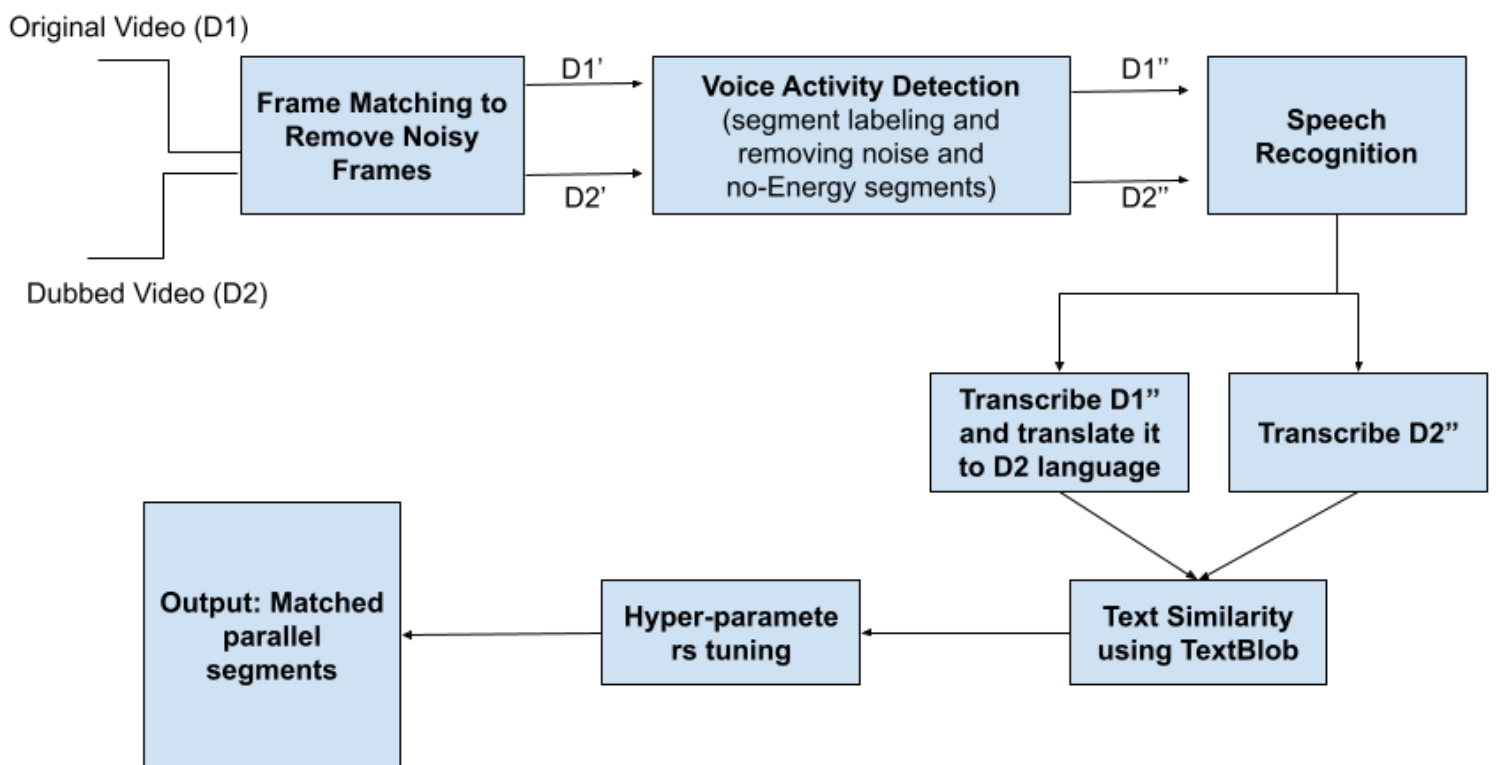 Original Video (D1)
Frame Matching to
Remove Noisy
Frames
Dubbed Video (D2)
D1’
D2’
Voice Activity Detection
(segment labeling and
removing noise and
no-Energy segments)
D1”
D2”
Speech
Recognition
Transcribe D1”
and translate it
to D2 language
Transcribe D2”
Text Similarity
using TextBlob
Hyper-paramete
rs tuning
Output: Matched
parallel
segments